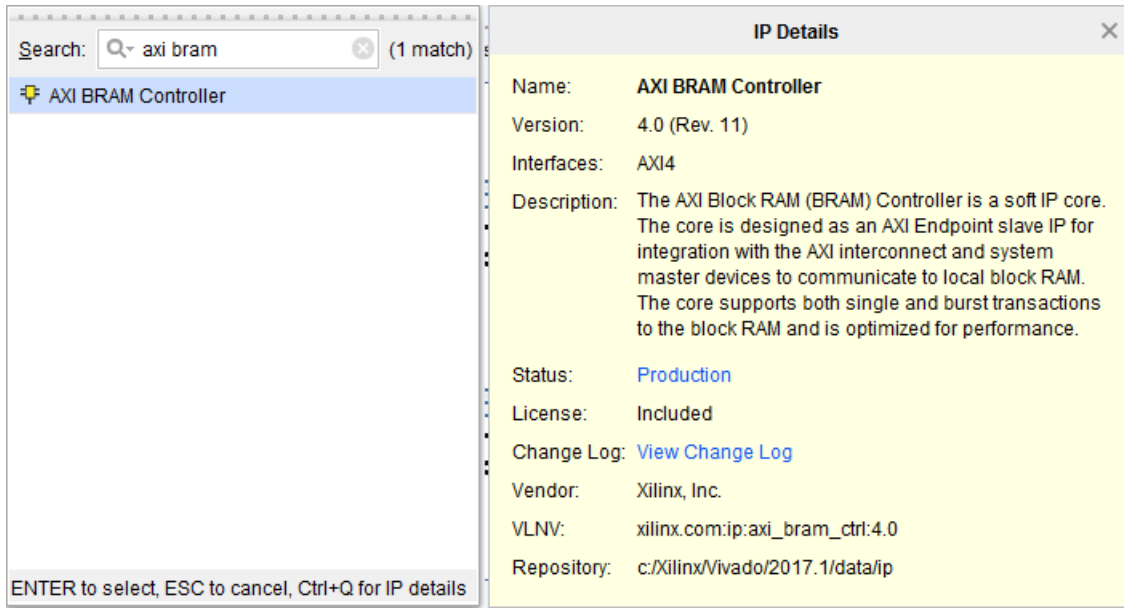 Search: axi bram (1 match)
AXI BRAM Controller
ENTER to select, ESC to cancel, Ctrl+Q for IP details
IP Details
Name: AXI BRAM Controller
Version: 4.0 (Rev. 11)
Interfaces: AXI4
Description: The AXI Block RAM (BRAM) Controller is a soft IP core.
The core is designed as an AXI Endpoint slave IP for
integration with the AXI interconnect and system
master devices to communicate to local block RAM.
The core supports both single and burst transactions
to the block RAM and is optimized for performance.
Status: Production
License: Included
Change Log: View Change Log
Vendor: Xilinx, Inc.
VLNV: xilinx.com:ip:axi_bram_ctrl:4.0
Repository: c:/Xilinx/Vivado/2017.1/data/ip